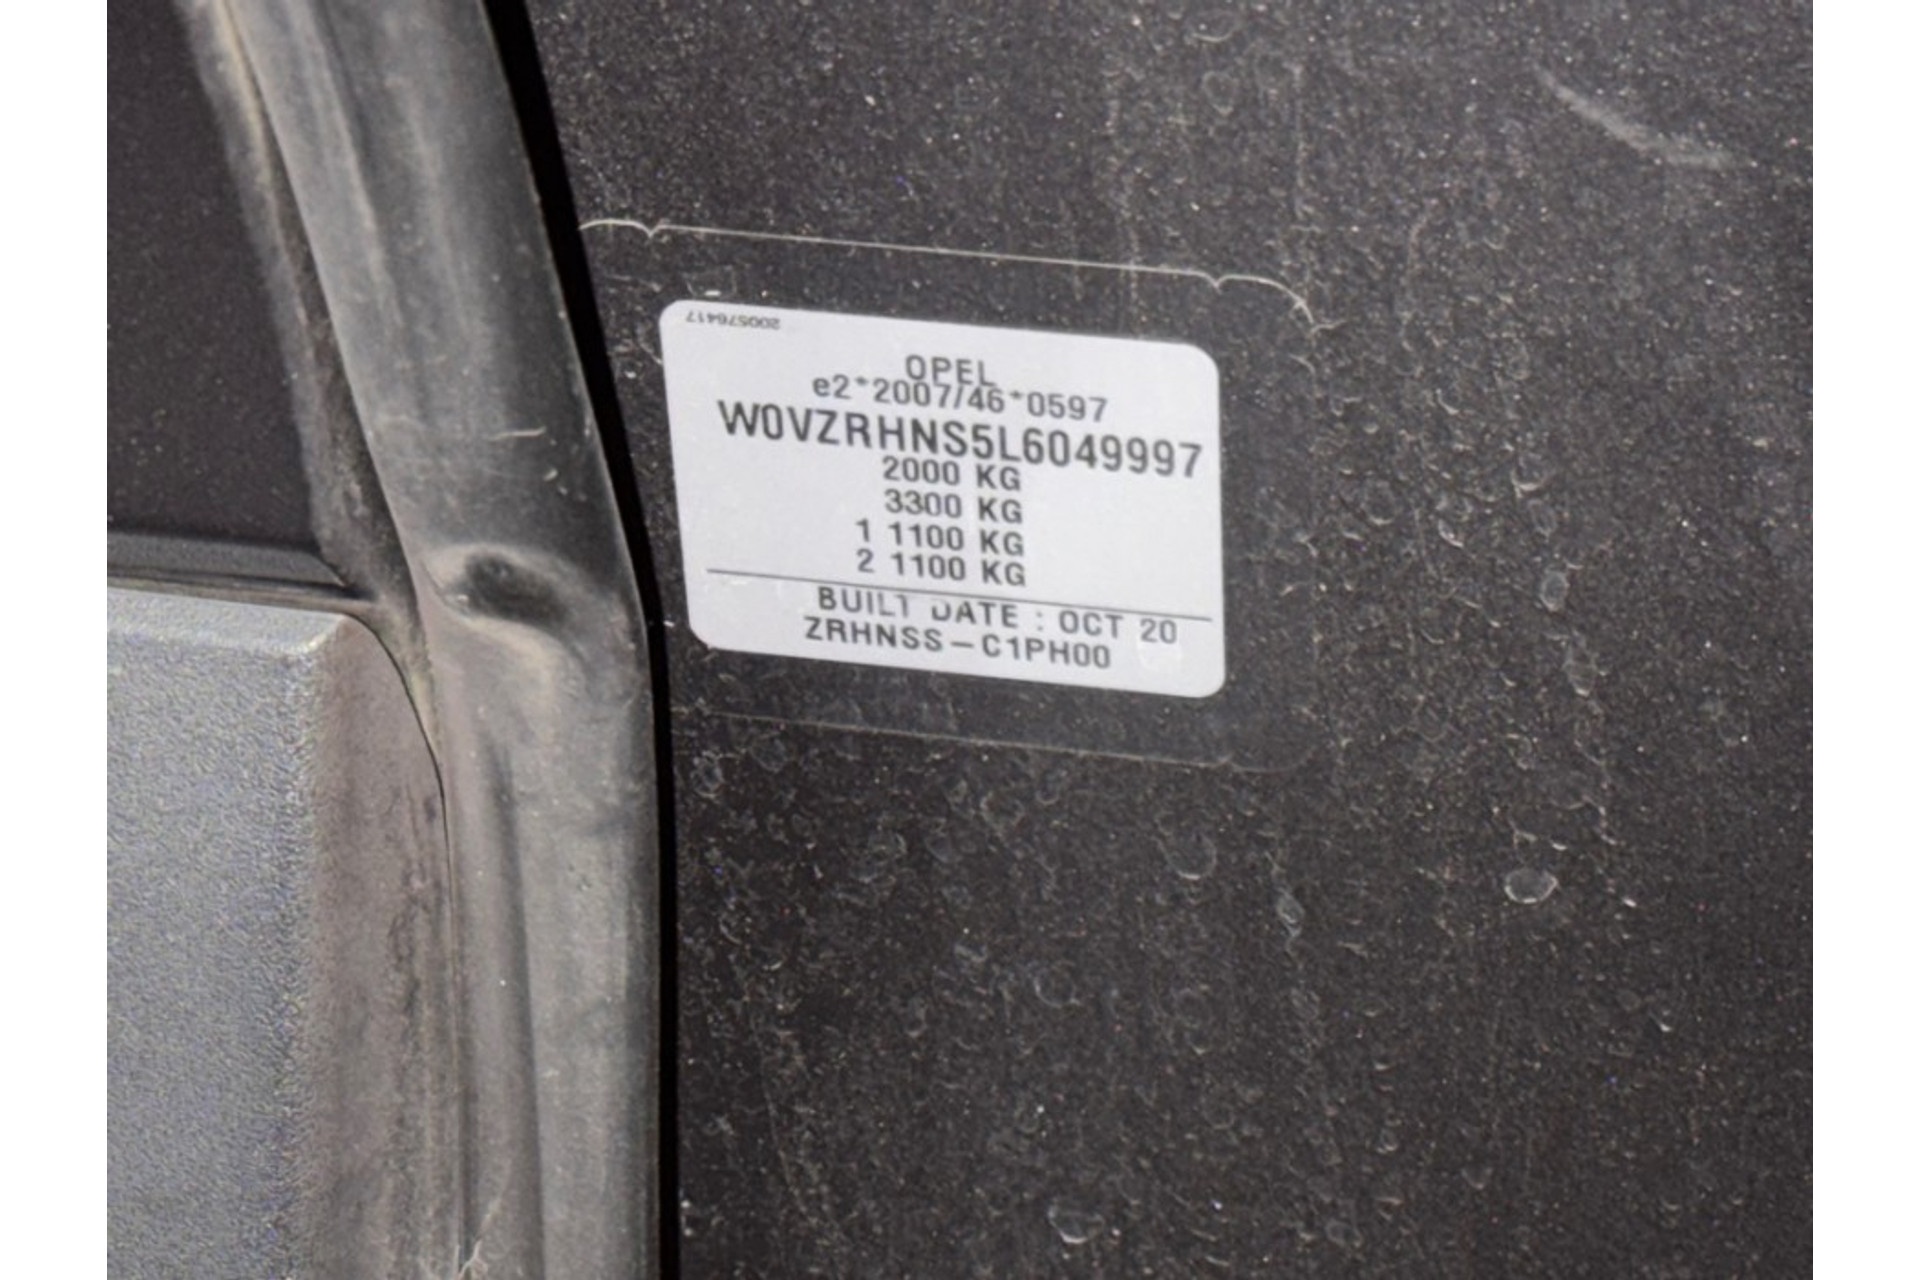 200576417
OPEL
e2*2007/46*0597
W0VZRHNS5L6049997
2000 KG
3300 KG
1 1100 KG
2 1100 KG
BUILT DATE : OCT 20
ZRHNSS-C1PH00